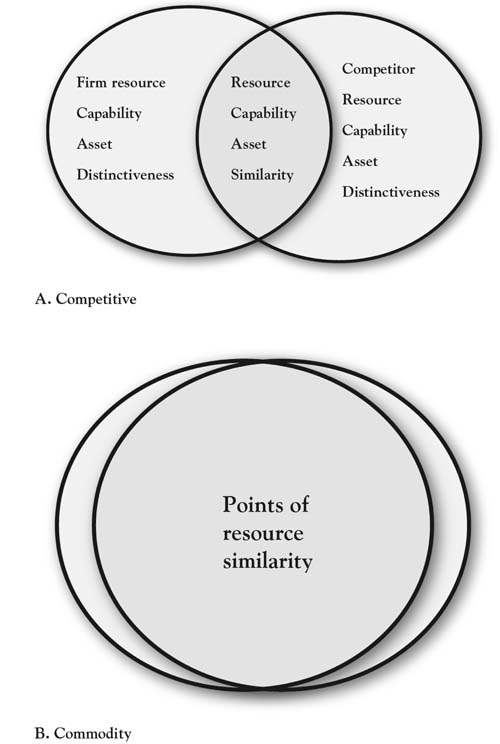 Firm resource
Capability
Asset
Distinctiveness
Resource
Capability
Asset
Similarity
Competitor
Resource
Capability
Asset
Distinctiveness
A. Competitive
Points of
resource
similarity
B. Commodity